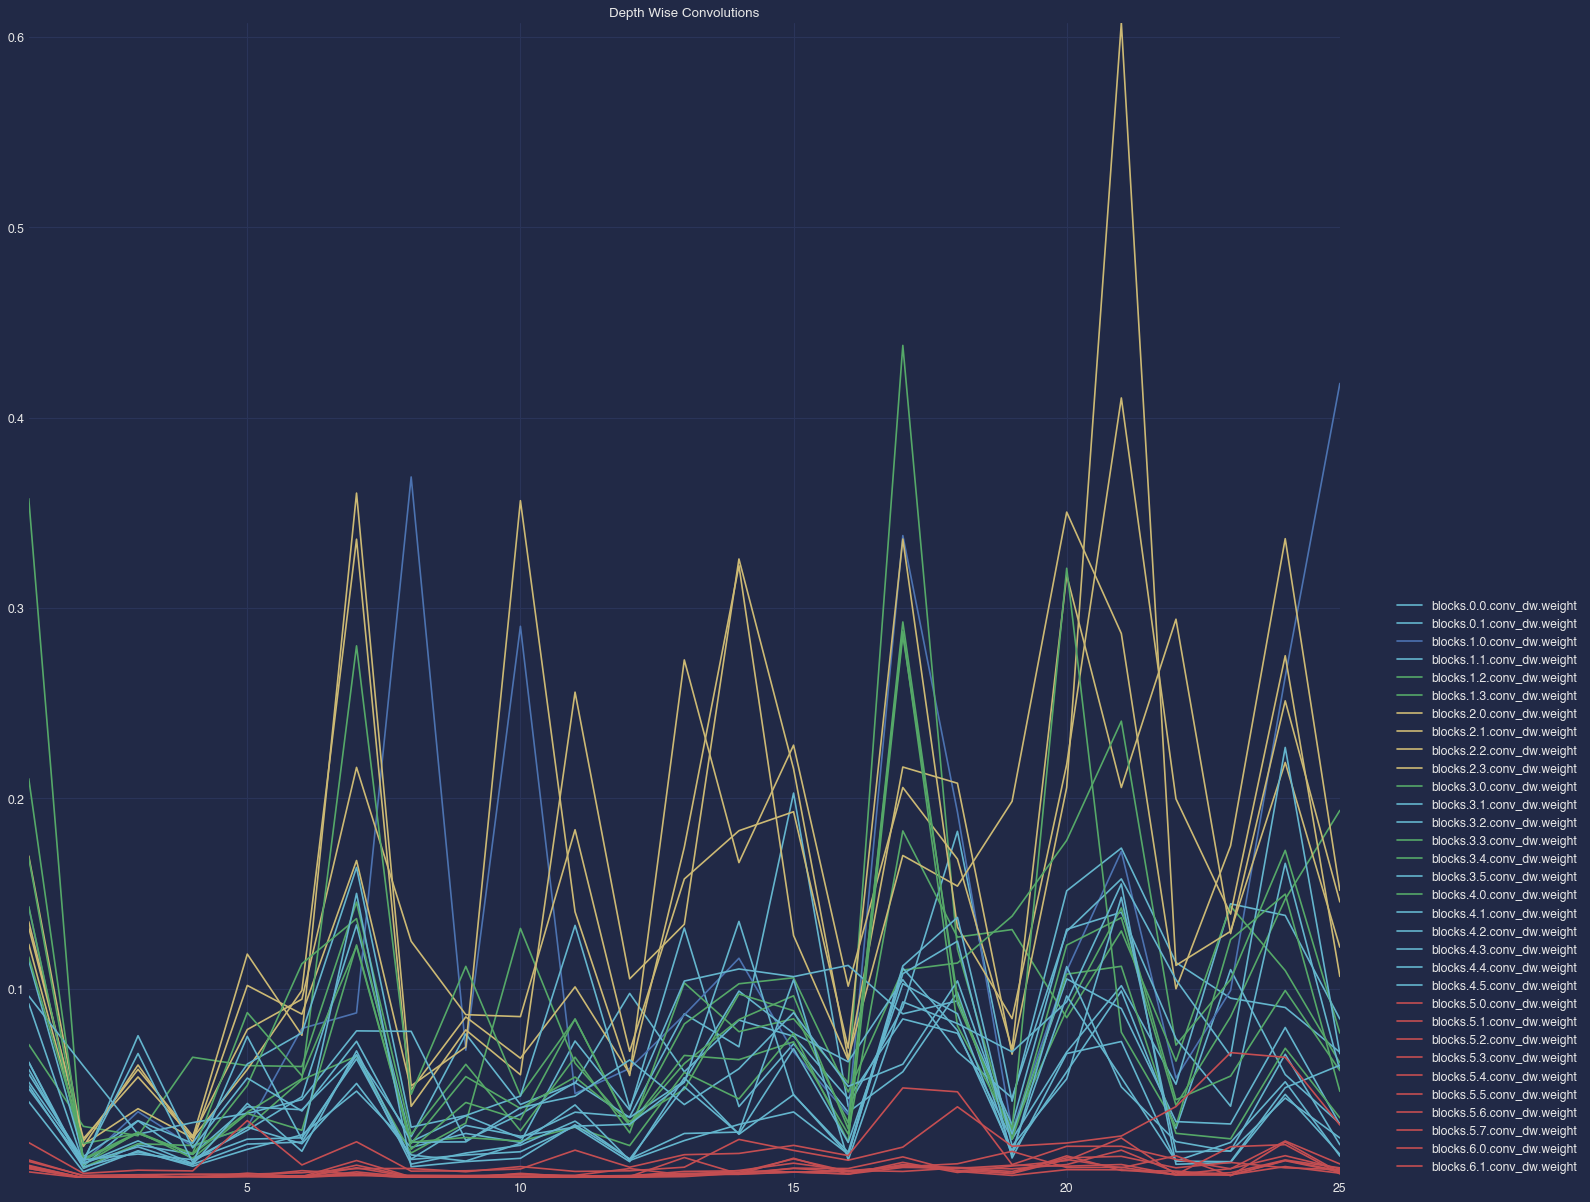 Depth Wise Convolutions
0.6
0.5
0.4
0.3
0.2
0.1
5
10
15
20
25
blocks.0.0.conv_dw.weight
blocks.0.1.conv_dw.weight
blocks.1.0.conv_dw.weight
blocks.1.1.conv_dw.weight
blocks.1.2.conv_dw.weight
blocks.1.3.conv_dw.weight
blocks.2.0.conv_dw.weight
blocks.2.1.conv_dw.weight
blocks.2.2.conv_dw.weight
blocks.2.3.conv_dw.weight
blocks.3.0.conv_dw.weight
blocks.3.1.conv_dw.weight
blocks.3.2.conv_dw.weight
blocks.3.3.conv_dw.weight
blocks.3.4.conv_dw.weight
blocks.3.5.conv_dw.weight
blocks.4.0.conv_dw.weight
blocks.4.1.conv_dw.weight
blocks.4.2.conv_dw.weight
blocks.4.3.conv_dw.weight
blocks.4.4.conv_dw.weight
blocks.4.5.conv_dw.weight
blocks.5.0.conv_dw.weight
blocks.5.1.conv_dw.weight
blocks.5.2.conv_dw.weight
blocks.5.3.conv_dw.weight
blocks.5.4.conv_dw.weight
blocks.5.5.conv_dw.weight
blocks.5.6.conv_dw.weight
blocks.5.7.conv_dw.weight
blocks.6.0.conv_dw.weight
blocks.6.1.conv_dw.weight